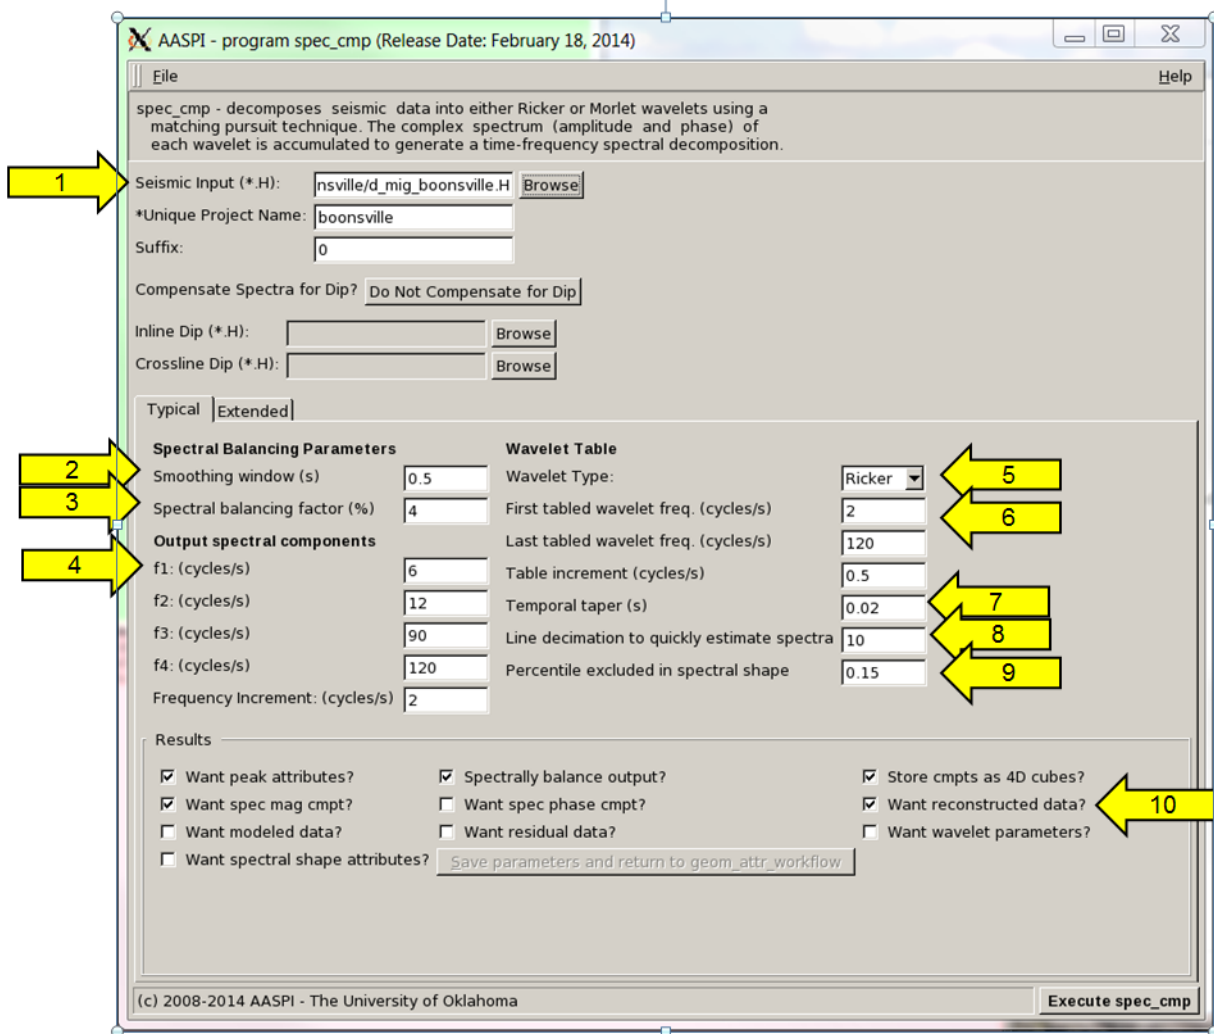 AASPI - program spec_cmp (Release Date: February 18, 2014)
File Help
spec_cmp - decomposes seismic data into either Ricker or Morlet wavelets using a
matching pursuit technique. The complex spectrum (amplitude and phase) of
each wavelet is accumulated to generate a time-frequency spectral decomposition.
1 Seismic Input (*.H): nsville/d_mig_boonsville.H Browse
*Unique Project Name: boonsville
Suffix: 0
Compensate Spectra for Dip? Do Not Compensate for Dip
Inline Dip (*.H): Browse
Crossline Dip (*.H): Browse
Typical Extended
Spectral Balancing Parameters Wavelet Table
2 Smoothing window (s) 0.5 Wavelet Type: Ricker 5
3 Spectral balancing factor (%) 4 First tabled wavelet freq. (cycles/s) 2 6
Output spectral components Last tabled wavelet freq. (cycles/s) 120
4 f1: (cycles/s) 6 Table increment (cycles/s) 0.5
f2: (cycles/s) 12 Temporal taper (s) 0.02 7
f3: (cycles/s) 90 Line decimation to quickly estimate spectra 10 8
f4: (cycles/s) 120 Percentile excluded in spectral shape 0.15 9
Frequency Increment: (cycles/s) 2
Results
Want peak attributes? Spectrally balance output? Store cmpts as 4D cubes?
Want spec mag cmpt? Want spec phase cmpt? Want reconstructed data? 10
Want modeled data? Want residual data? Want wavelet parameters?
Want spectral shape attributes? Save parameters and return to geom_attr_workflow
(c) 2008-2014 AASPI - The University of Oklahoma Execute spec_cmp